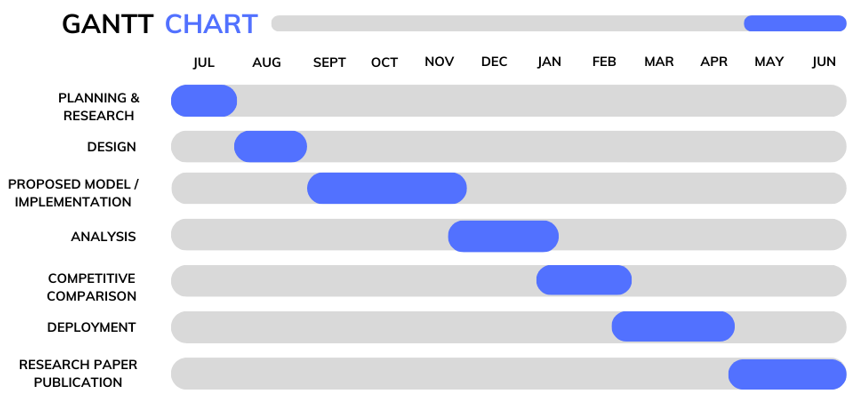 GANTT CHART
JUL AUG SEPT OCT NOV DEC JAN FEB MAR APR MAY JUN
PLANNING &
RESEARCH
DESIGN
PROPOSED MODEL /
IMPLEMENTATION
ANALYSIS
COMPETITIVE
COMPARISON
DEPLOYMENT
RESEARCH PAPER
PUBLICATION